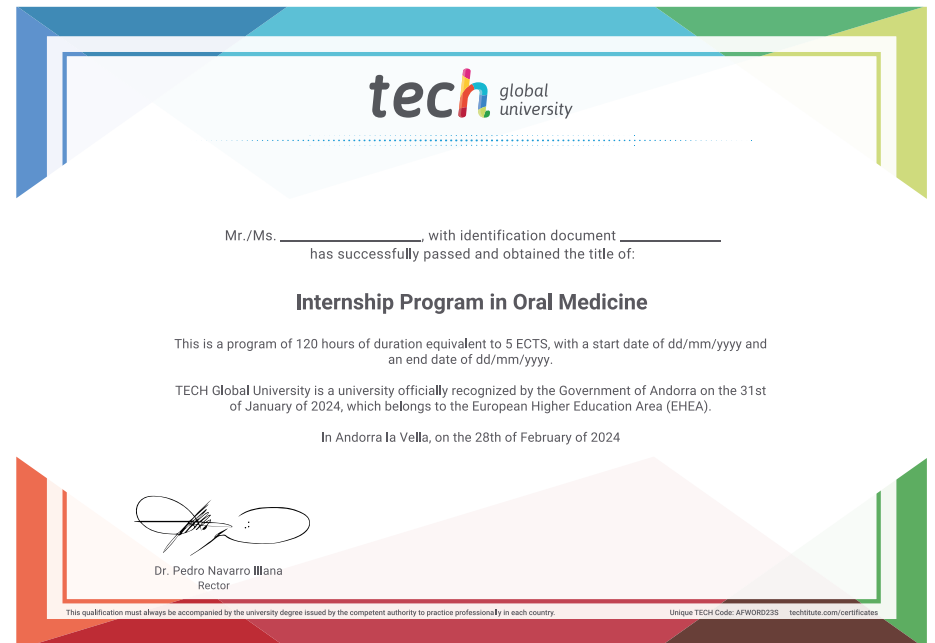 tech global university
Mr./Ms. ________________, with identification document ____________
has successfully passed and obtained the title of:
Internship Program in Oral Medicine
This is a program of 120 hours of duration equivalent to 5 ECTS, with a start date of dd/mm/yyyy and
an end date of dd/mm/yyyy.
TECH Global University is a university officially recognized by the Government of Andorra on the 31st
of January of 2024, which belongs to the European Higher Education Area (EHEA).
In Andorra la Vella, on the 28th of February of 2024
Dr. Pedro Navarro Illana
Rector
This qualification must always be accompanied by the university degree issued by the competent authority to practice professionally in each country. Unique TECH Code: AFWORD23S techtitute.com/certificates